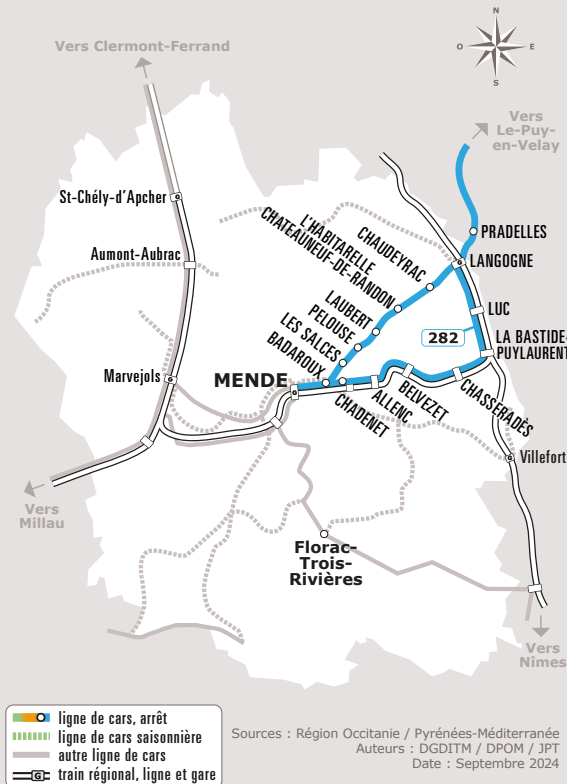 N
O
E
S
Vers Clermont-Ferrand
Vers
Le-Puy-
en-Velay
St-Chély-d'Apcher
PRADELLES
CHAUDEYRAC
L'HABITARELLE
CHATEAUNEUF-DE-RANDON
Aumont-Aubrac
LANGOGNE
LAUBERT
PELOUSE
LUC
LES SALCES
282
BADAROUX
LA BASTIDE-
PUYLAURENT
Marvejols
MENDE
CHADENET
ALLENC
BELVEZET
CHASSERADÈS
Villefort
Vers
Millau
Florac-
Trois-
Rivières
Vers
Nîmes
ligne de cars, arrêt
ligne de cars saisonnière
autre ligne de cars
G train régional, ligne et gare
Sources : Région Occitanie / Pyrénées-Méditerranée
Auteurs : DGDITM / DPOM / JPT
Date : Septembre 2024